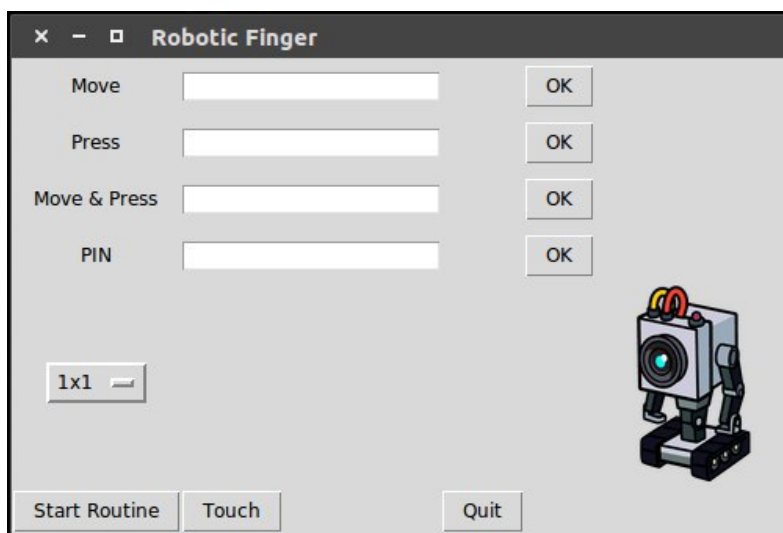 Robotic Finger
Move OK
Press OK
Move & Press OK
PIN OK
1x1
Start Routine Touch Quit